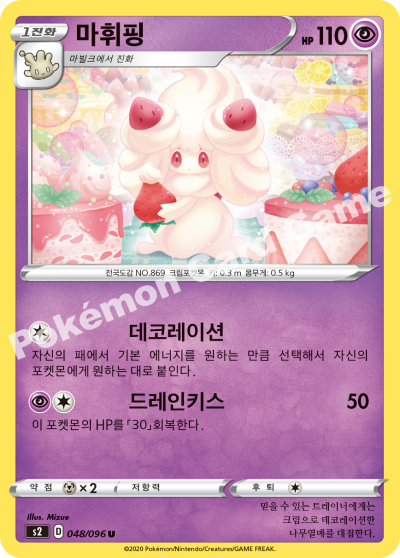 1진화
마휘핑
HP 110
마빌크에서 진화
전국도감 NO.869 크림포켓몬 키: 0.3 m 몸무게: 0.5 kg
Pokémon Card Game
데코레이션
자신의 패에서 기본 에너지를 원하는 만큼 선택해서 자신의
포켓몬에게 원하는 대로 붙인다.
드레인키스 50
이 포켓몬의 HP를 「30」회복한다.
약점 ×2 저항력 후퇴
Illus. Mizue
s2 D 048/096 U
믿을 수 있는 트레이너에게는
크림으로 데코레이션한
나무열매를 대접한다.
©2020 Pokémon/Nintendo/Creatures/GAME FREAK.